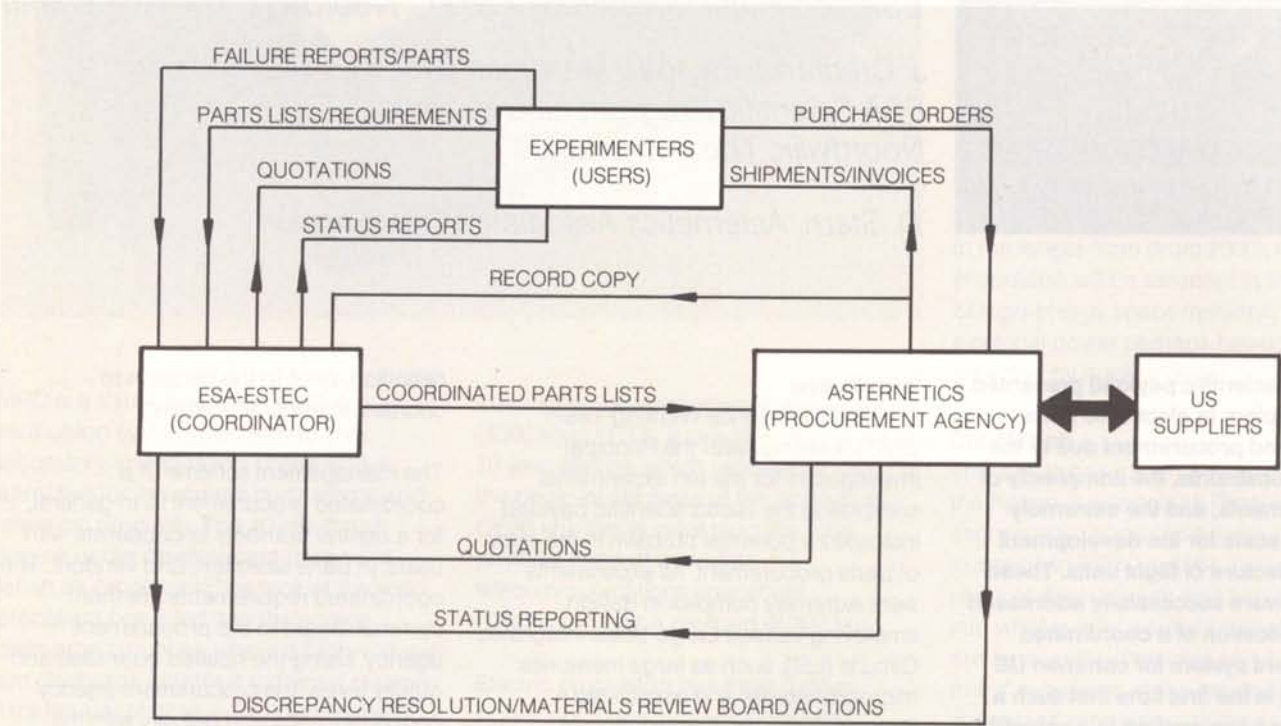 FAILURE REPORTS/PARTS
PARTS LISTS/REQUIREMENTS
PURCHASE ORDERS
EXPERIMENTERS
(USERS)
QUOTATIONS
SHIPMENTS/INVOICES
STATUS REPORTS
RECORD COPY
ESA-ESTEC
(COORDINATOR)
COORDINATED PARTS LISTS
ASTERNETICS
(PROCUREMENT AGENCY)
US
SUPPLIERS
QUOTATIONS
STATUS REPORTING
DISCREPANCY RESOLUTION/MATERIALS REVIEW BOARD ACTIONS